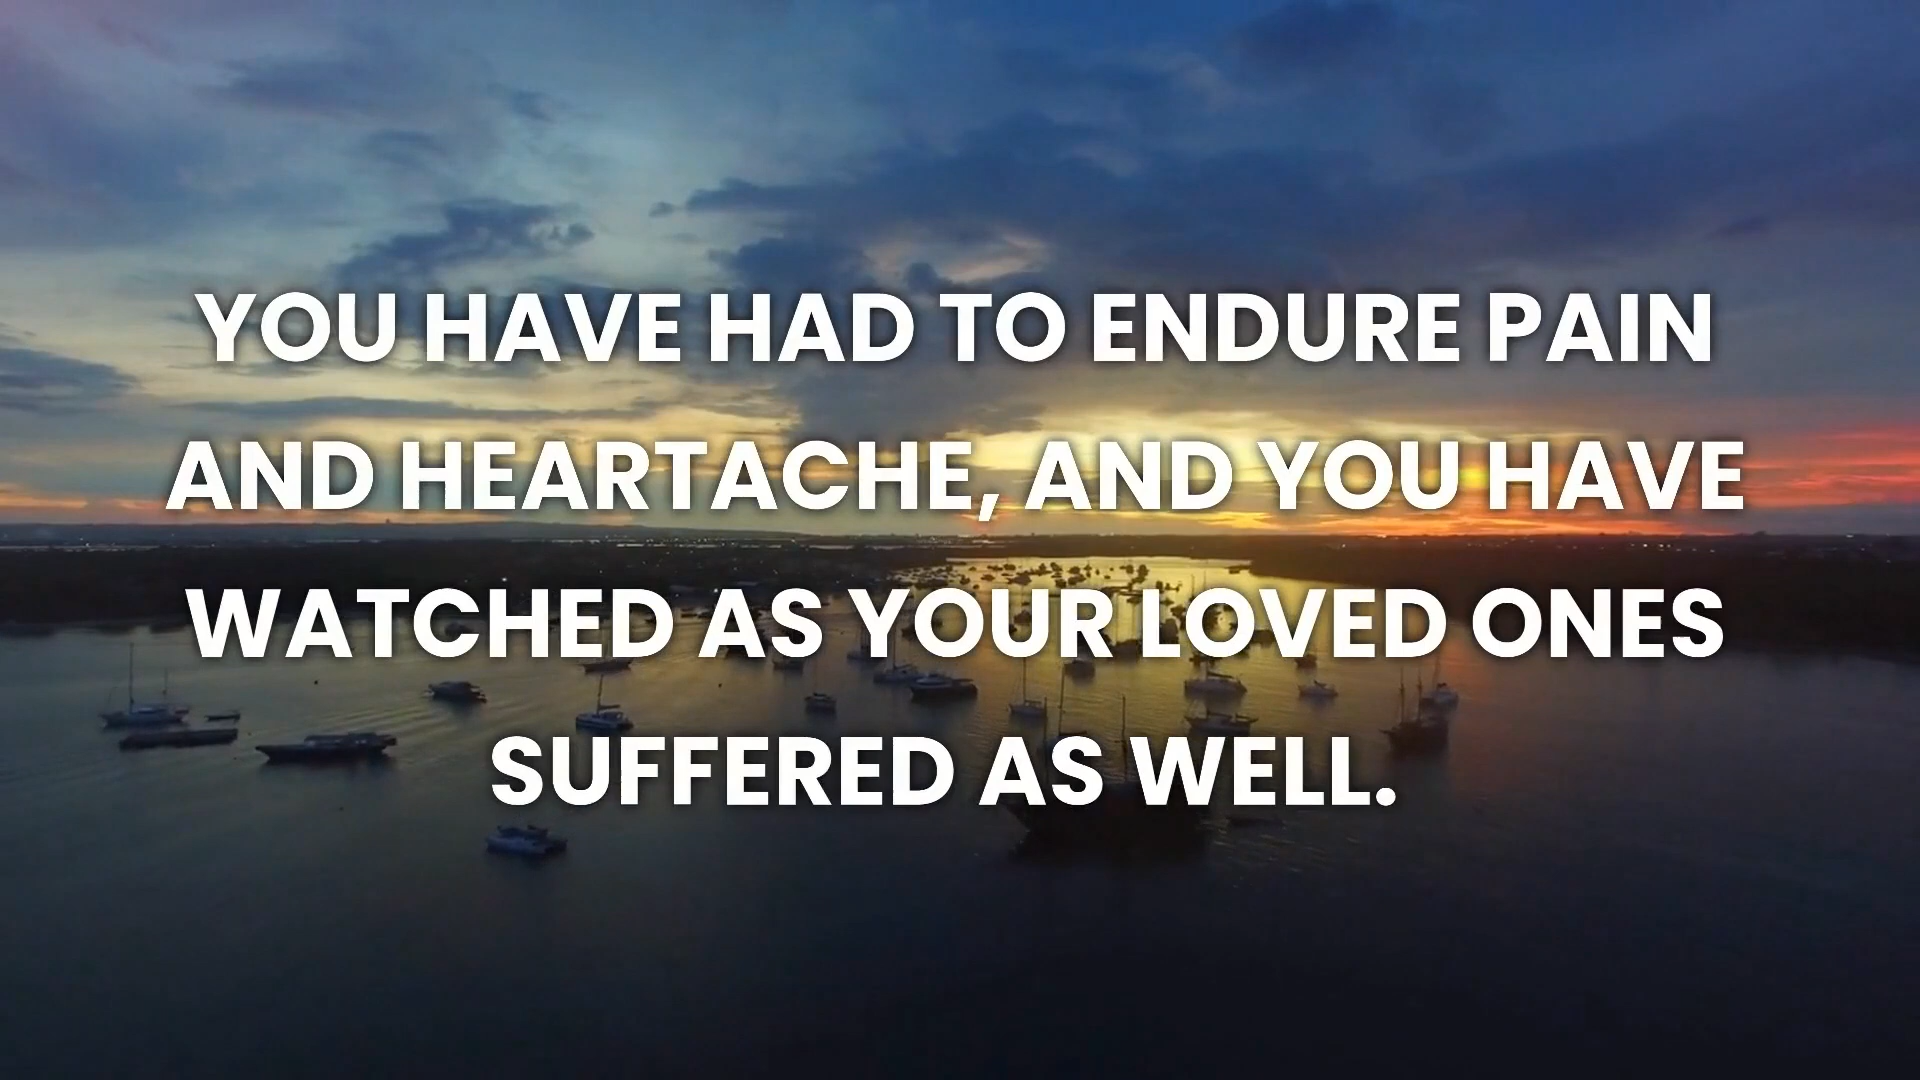 YOU HAVE HAD TO ENDURE PAIN
AND HEARTACHE, AND YOU HAVE
WATCHED AS YOUR LOVED ONES
SUFFERED AS WELL.